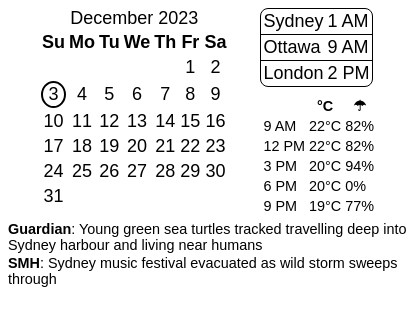 December 2023
Su Mo Tu We Th Fr Sa
1 2
3 4 5 6 7 8 9
10 11 12 13 14 15 16
17 18 19 20 21 22 23
24 25 26 27 28 29 30
31
Sydney 1 AM
Ottawa 9 AM
London 2 PM
°C ☂
9 AM 22°C 82%
12 PM 22°C 82%
3 PM 20°C 94%
6 PM 20°C 0%
9 PM 19°C 77%
Guardian: Young green sea turtles tracked travelling deep into
Sydney harbour and living near humans
SMH: Sydney music festival evacuated as wild storm sweeps
through